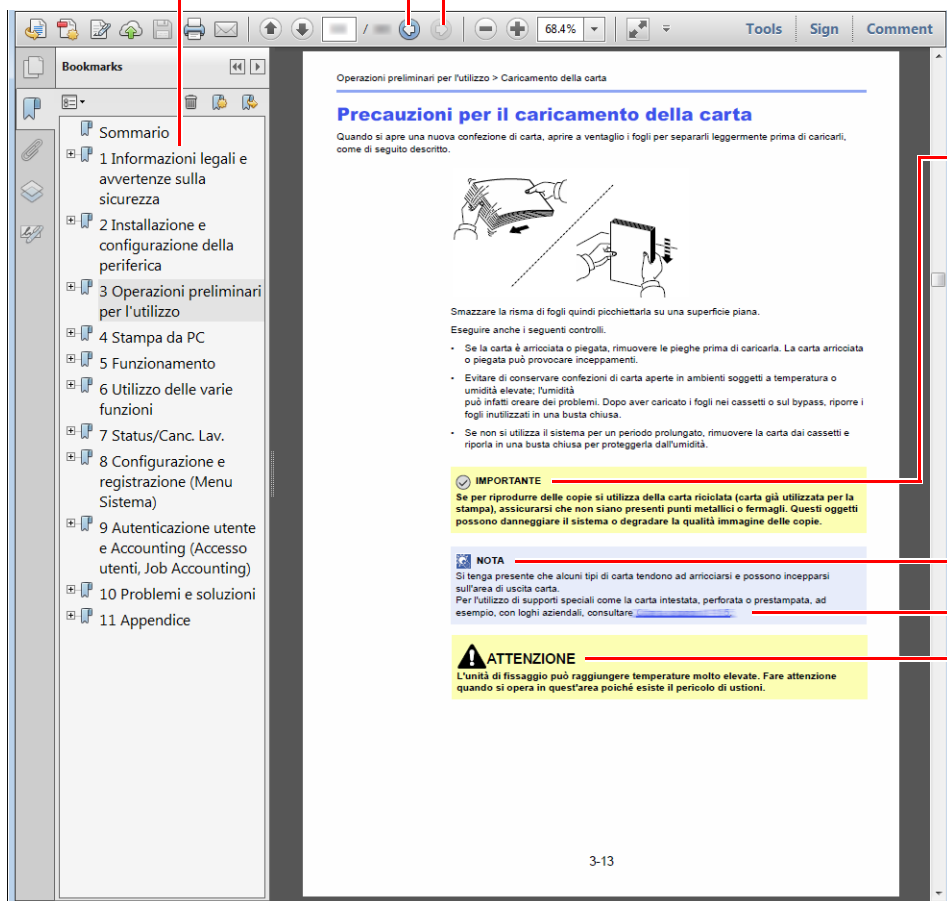 / 68.4% Tools Sign Comment
Bookmarks
Sommario
1 Informazioni legali e
avvertenze sulla
sicurezza
2 Installazione e
configurazione della
periferica
3 Operazioni preliminari
per l'utilizzo
4 Stampa da PC
5 Funzionamento
6 Utilizzo delle varie
funzioni
7 Status/Canc. Lav.
8 Configurazione e
registrazione (Menu
Sistema)
9 Autenticazione utente
e Accounting (Accesso
utenti, Job Accounting)
10 Problemi e soluzioni
11 Appendice
Operazioni preliminari per l'utilizzo > Caricamento della carta
Precauzioni per il caricamento della carta
Quando si apre una nuova confezione di carta, aprire a ventaglio i fogli per separarli leggermente prima di caricarli,
come di seguito descritto.
Smazzare la risma di fogli quindi picchiettarla su una superficie piana.
Eseguire anche i seguenti controlli.
• Se la carta è arricciata o piegata, rimuovere le pieghe prima di caricarla. La carta arricciata
o piegata può provocare inceppamenti.
• Evitare di conservare confezioni di carta aperte in ambienti soggetti a temperatura o
umidità elevate; l'umidità
può infatti creare dei problemi. Dopo aver caricato i fogli nei cassetti o sul bypass, riporre i
fogli inutilizzati in una busta chiusa.
• Se non si utilizza il sistema per un periodo prolungato, rimuovere la carta dai cassetti e
riporla in una busta chiusa per proteggerla dall'umidità.
IMPORTANTE
Se per riprodurre delle copie si utilizza della carta riciclata (carta già utilizzata per la
stampa), assicurarsi che non siano presenti punti metallici o fermagli. Questi oggetti
possono danneggiare il sistema o degradare la qualità immagine delle copie.
NOTA
Si tenga presente che alcuni tipi di carta tendono ad arricciarsi e possono incepparsi
sull'area di uscita carta.
Per l'utilizzo di supporti speciali come la carta intestata, perforata o prestampata, ad
esempio, con loghi aziendali, consultare
ATTENZIONE
L'unità di fissaggio può raggiungere temperature molto elevate. Fare attenzione
quando si opera in quest'area poiché esiste il pericolo di ustioni.
3-13